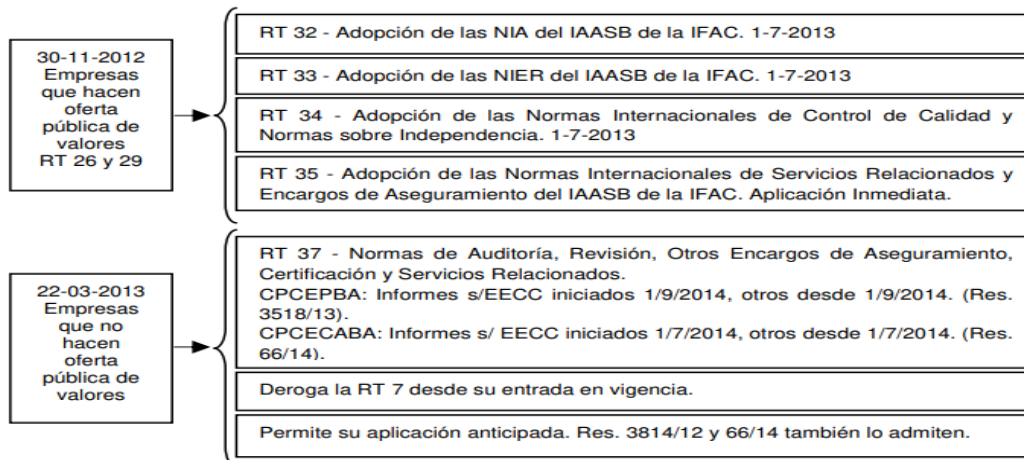 30-11-2012
Empresas
que hacen
oferta
pública de
valores
RT 26 y 29
RT 32 - Adopción de las NIA del IAASB de la IFAC. 1-7-2013
RT 33 - Adopción de las NIER del IAASB de la IFAC. 1-7-2013
RT 34 - Adopción de las Normas Internacionales de Control de Calidad y
Normas sobre Independencia. 1-7-2013
RT 35 - Adopción de las Normas Internacionales de Servicios Relacionados y
Encargos de Aseguramiento del IAASB de la IFAC. Aplicación Inmediata.
22-03-2013
Empresas
que no
hacen
oferta
pública de
valores
RT 37 - Normas de Auditoría, Revisión, Otros Encargos de Aseguramiento,
Certificación y Servicios Relacionados.
CPCEPBA: Informes s/EECC iniciados 1/9/2014, otros desde 1/9/2014. (Res.
3518/13).
CPCECABA: Informes s/ EECC iniciados 1/7/2014, otros desde 1/7/2014. (Res.
66/14).
Deroga la RT 7 desde su entrada en vigencia.
Permite su aplicación anticipada. Res. 3814/12 y 66/14 también lo admiten.